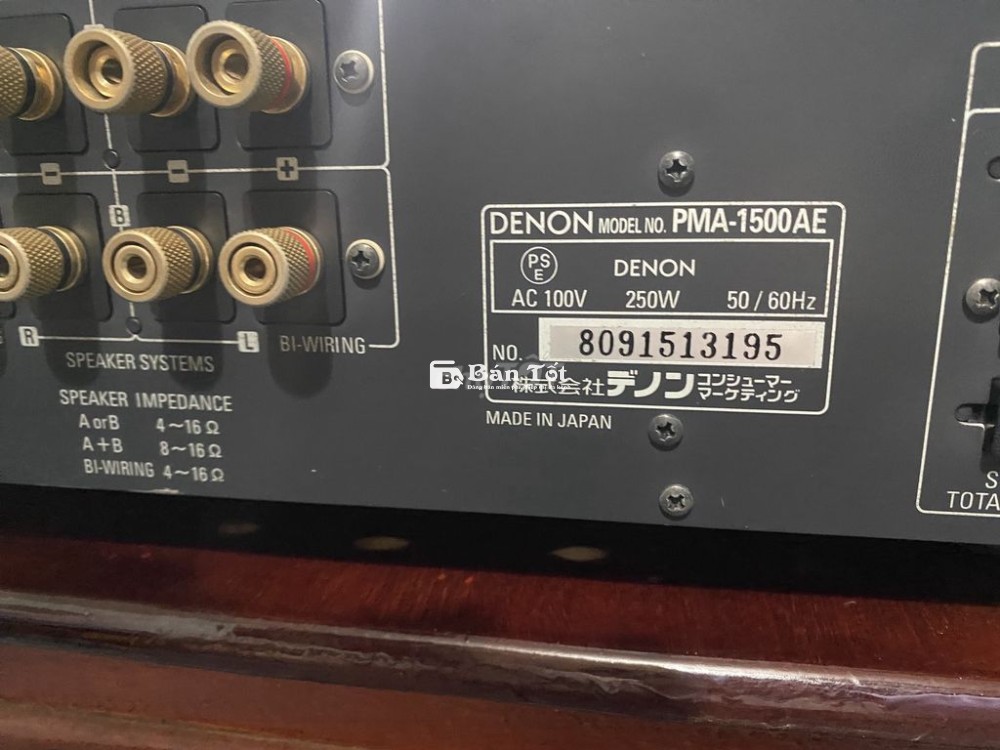 - - +
B
R L BI-WIRING
SPEAKER SYSTEMS
SPEAKER IMPEDANCE
A or B 4~16Ω
A+B 8~16Ω
BI-WIRING 4~16Ω
DENON MODEL NO. PMA-1500AE
PS
E
DENON
AC 100V 250W 50/60Hz
NO. 8091513195
Bán Tốt
株式会社デノン コンシューマー
マーケティング
MADE IN JAPAN
TOTA